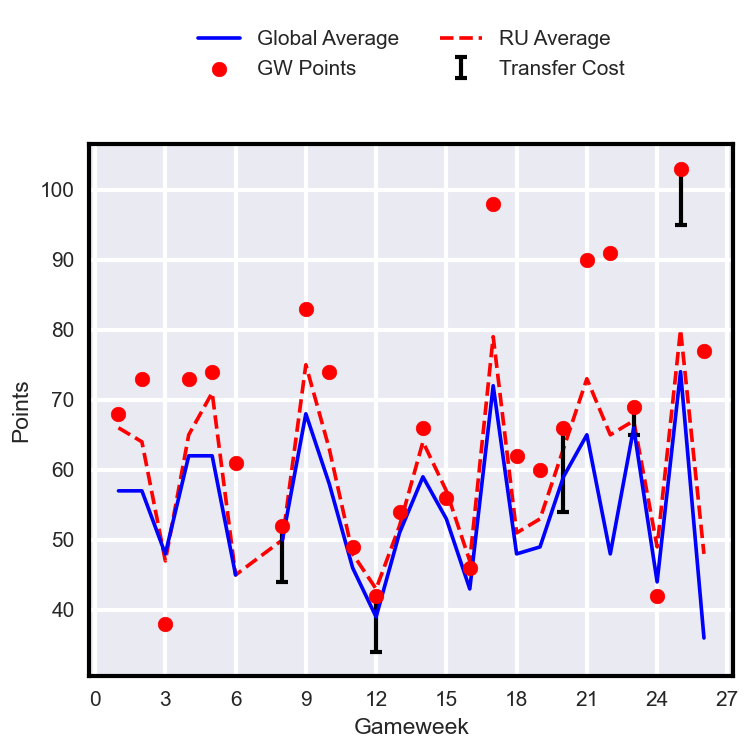 Global Average
RU Average
GW Points
Transfer Cost
100
90
80
70
60
50
40
Points
0 3 6 9 12 15 18 21 24 27
Gameweek